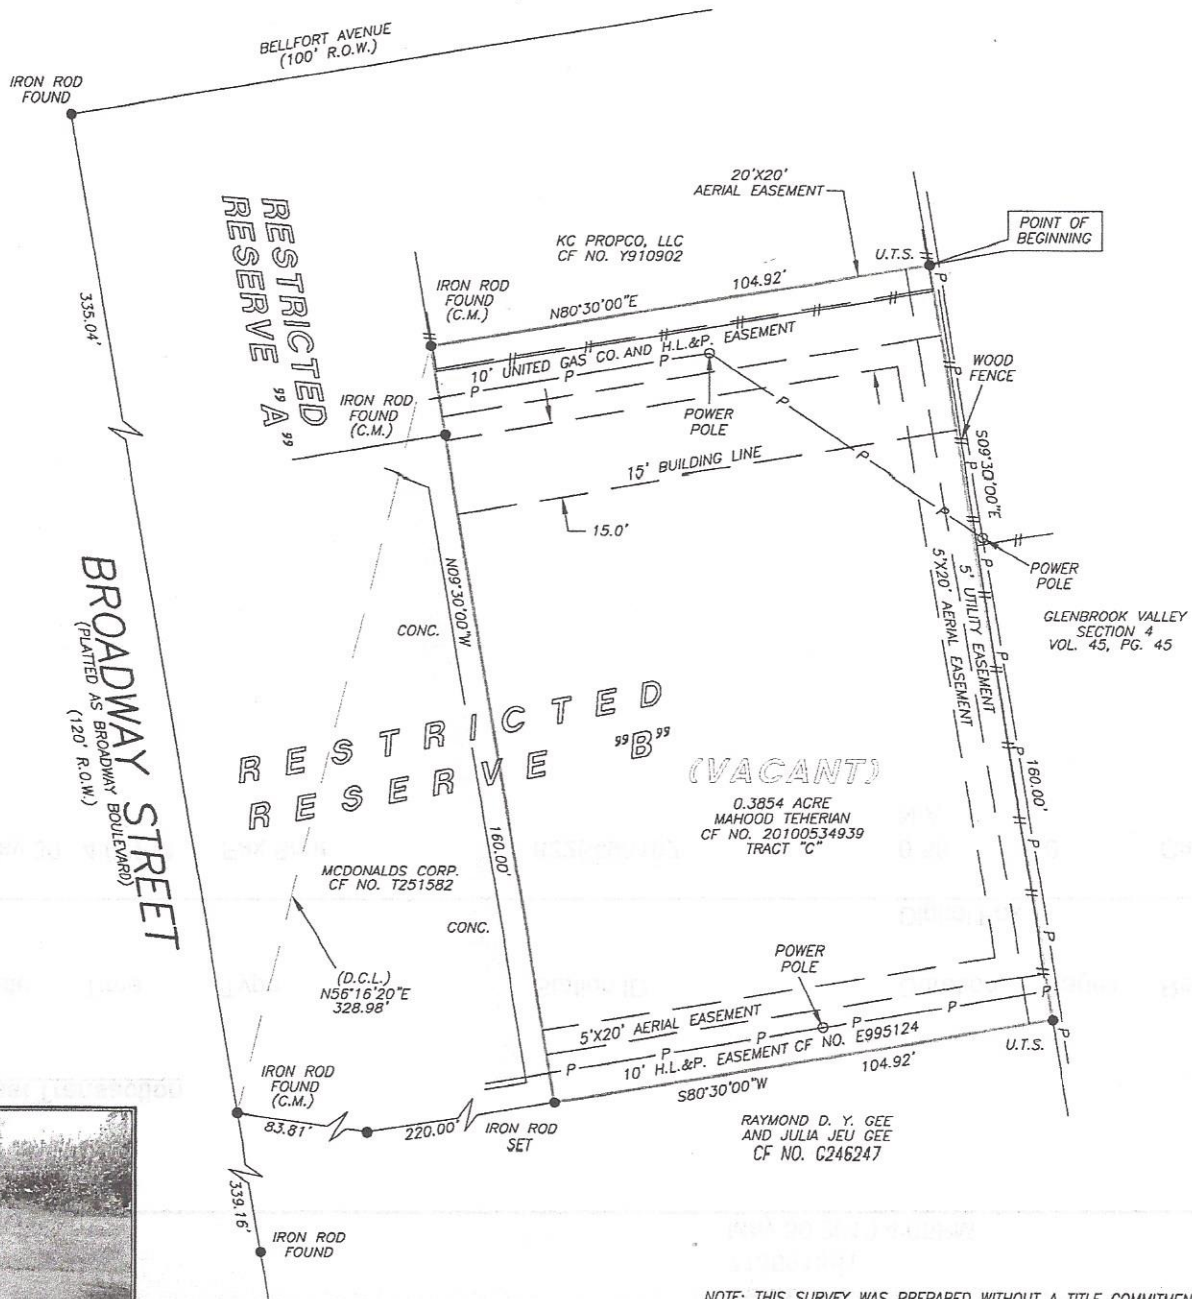 BELLFORT AVENUE
(100' R.O.W.)
IRON ROD
FOUND
335.04'
RESTRICTED
RESERVE "A"
20'X20'
AERIAL EASEMENT
KC PROPCO, LLC
CF NO. Y910902
U.T.S.
POINT OF
BEGINNING
IRON ROD
FOUND
(C.M.)
N80°30'00"E
104.92'
10' UNITED GAS CO. AND H.L.&P. EASEMENT
P P P
IRON ROD
FOUND
(C.M.)
POWER
POLE
WOOD
FENCE
S09°30'00"E
15' BUILDING LINE
15.0'
POWER
POLE
5' UTILITY EASEMENT
5'X20' AERIAL EASEMENT
GLENBROOK VALLEY
SECTION 4
VOL. 45, PG. 45
N09°30'00"W
CONC.
BROADWAY STREET
(PLATTED AS BROADWAY BOULEVARD)
(120' R.O.W.)
RESTRICTED
RESERVE "B"
(VACANT)
0.3854 ACRE
MAHOOD TEHERIAN
CF NO. 20100534939
TRACT "C"
160.00'
160.00'
MCDONALDS CORP.
CF NO. T251582
CONC.
(D.C.L.)
N56°16'20"E
328.98'
POWER
POLE
5'X20' AERIAL EASEMENT
P P P P P
10' H.L.&P. EASEMENT CF NO. E995124
U.T.S.
S80°30'00"W
104.92'
IRON ROD
FOUND
(C.M.)
83.81'
220.00'
IRON ROD
SET
RAYMOND D. Y. GEE
AND JULIA JEU GEE
CF NO. C246247
339.16'
IRON ROD
FOUND
NOTE: THIS SURVEY WAS PREPARED WITHOUT A TITLE COMMITMEN